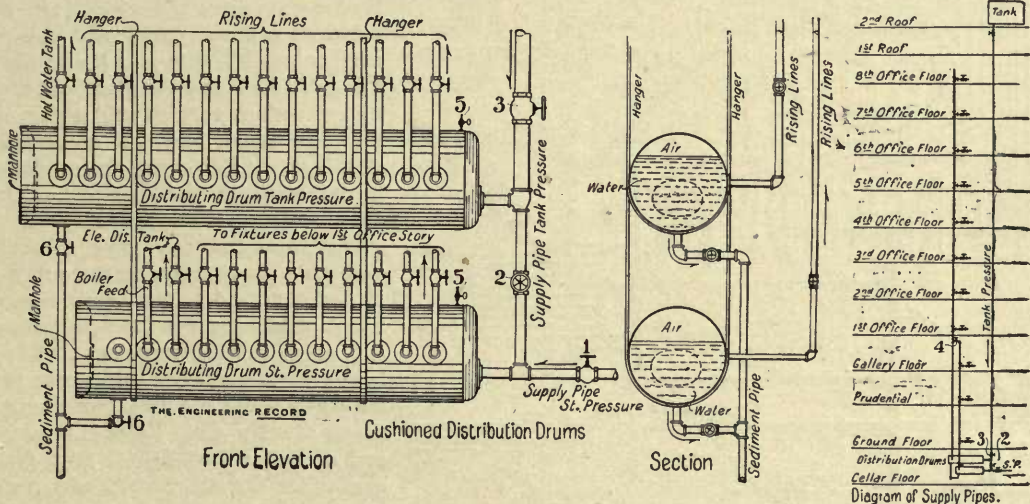 Hanger
Rising Lines
Hanger
Hot Water Tank
3
5
Manhole
Distributing Drum Tank Pressure
Supply Pipe Tank Pressure
6
Ele. Dis. Tank
To Fixtures below 1st Office Story
Boiler Feed
5
2
Manhole
Distributing Drum St. Pressure
1
Supply Pipe
St. Pressure
THE ENGINEERING RECORD
6
Sediment Pipe
Cushioned Distribution Drums
Front Elevation
Hanger
Hanger
Rising Lines
Rising Lines
Air
Water
Air
Water
Sediment Pipe
Section
Tank
2nd Roof
1st Roof
8th Office Floor
7th Office Floor
6th Office Floor
5th Office Floor
4th Office Floor
3rd Office Floor
2nd Office Floor
Tank Pressure
1st Office Floor
4
Gallery Floor
Prudential
Ground Floor
3
2
Distribution Drums
S.P.
Cellar Floor
Diagram of Supply Pipes.